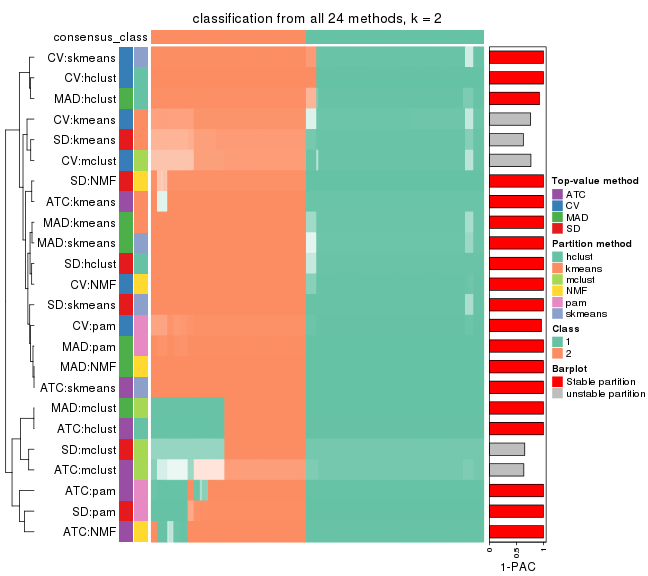 classification from all 24 methods, k = 2
consensus_class
CV:skmeans
CV:hclust
MAD:hclust
CV:kmeans
SD:kmeans
CV:mclust
SD:NMF
ATC:kmeans
MAD:kmeans
MAD:skmeans
SD:hclust
CV:NMF
SD:skmeans
CV:pam
MAD:pam
MAD:NMF
ATC:skmeans
MAD:mclust
ATC:hclust
SD:mclust
ATC:mclust
ATC:pam
SD:pam
ATC:NMF
0
0.5
1
1-PAC
Top-value method
ATC
CV
MAD
SD
Partition method
hclust
kmeans
mclust
NMF
pam
skmeans
Class
1
2
Barplot
Stable partition
unstable partition